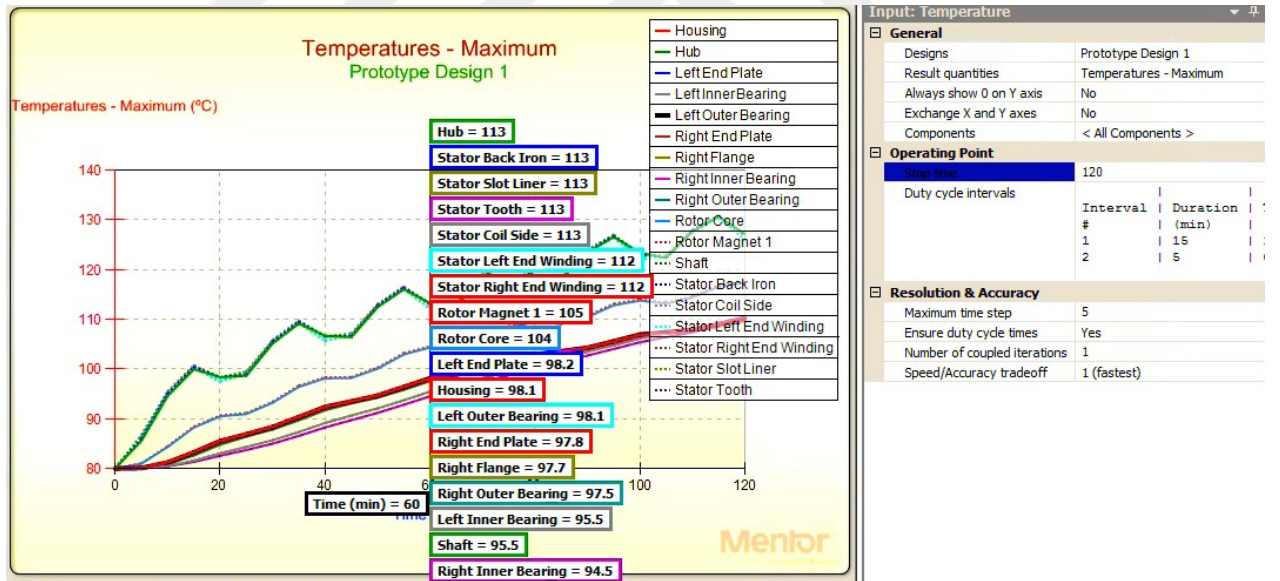 Temperatures - Maximum
Prototype Design 1
Temperatures - Maximum (ºC)
140
130
120
110
100
90
80
0
20
40
120
Time (min) = 60
Hub = 113
Stator Back Iron = 113
Stator Slot Liner = 113
Stator Tooth = 113
Stator Coil Side = 113
Stator Left End Winding = 112
Stator Right End Winding = 112
Rotor Magnet 1 = 105
Rotor Core = 104
Left End Plate = 98.2
Housing = 98.1
Left Outer Bearing = 98.1
Right End Plate = 97.8
Right Flange = 97.7
Right Outer Bearing = 97.5
Left Inner Bearing = 95.5
Shaft = 95.5
Right Inner Bearing = 94.5
Housing
Hub
Left End Plate
Left Inner Bearing
Left Outer Bearing
Right End Plate
Right Flange
Right Inner Bearing
Right Outer Bearing
Rotor Core
Rotor Magnet 1
Shaft
Stator Back Iron
Stator Coil Side
Stator Left End Winding
Stator Right End Winding
Stator Slot Liner
Stator Tooth
100
Mentor
Input: Temperature
General
Designs Prototype Design 1
Result quantities Temperatures - Maximum
Always show 0 on Y axis No
Exchange X and Y axes No
Components < All Components >
Operating Point
Stop time 120
Duty cycle intervals
Interval | Duration |
# | (min) |
1 | 15 |
2 | 5 |
Resolution & Accuracy
Maximum time step 5
Ensure duty cycle times Yes
Number of coupled iterations 1
Speed/Accuracy tradeoff 1 (fastest)